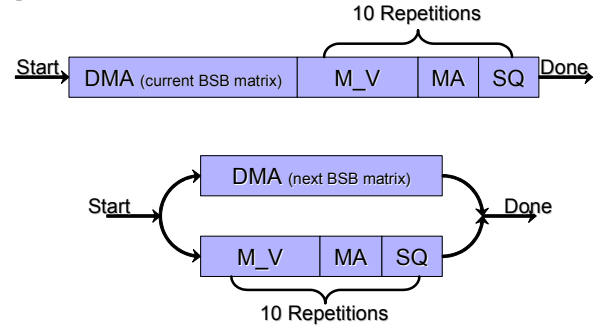 10 Repetitions
Start DMA (current BSB matrix) M_V MA SQ Done
DMA (next BSB matrix)
Start Done
M_V MA SQ
10 Repetitions